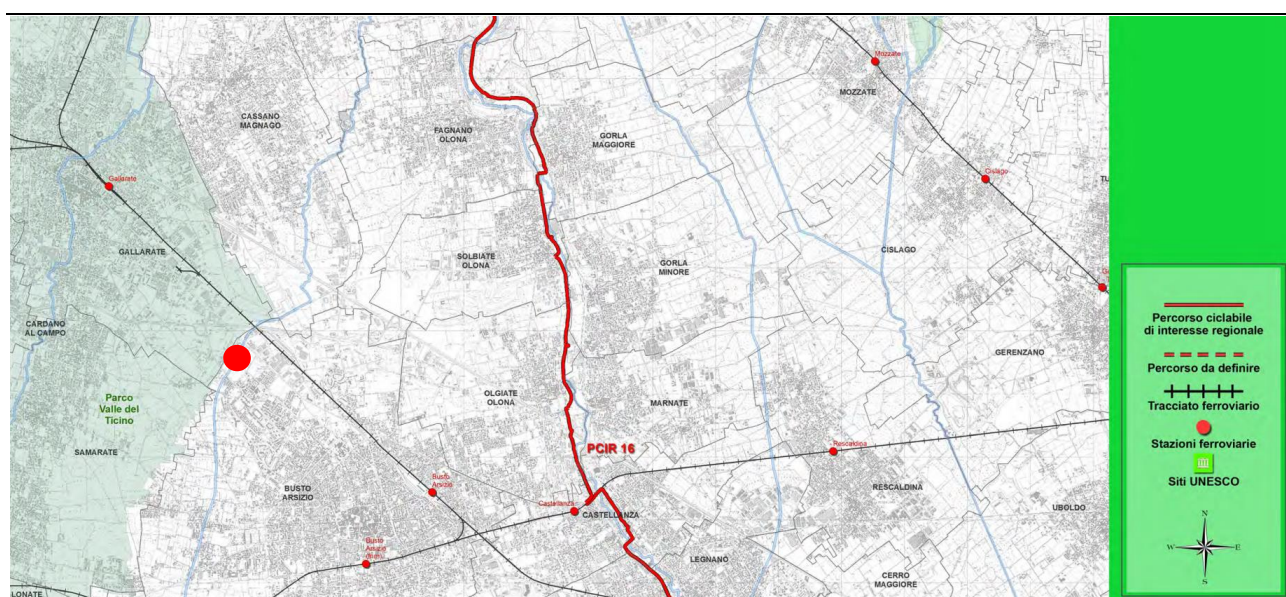 Mozzate
MOZZATE
CASSANO
MAGNAGO
FAGNANO
OLONA
GORLA
MAGGIORE
Gallarate
Cislago
TU
GALLARATE
CISLAGO
SOLBIATE
OLONA
GORLA
MINORE
CARDANO
AL CAMPO
GERENZANO
Parco
Valle del
Ticino
OLGIATE
OLONA
MARNATE
SAMARATE
PCIR 16
Rescaldina
BUSTO
ARSIZIO
Busto
Arsizio
RESCALDINA
Castellanza
CASTELLANZA
UBOLDO
Busto
Arsizio
LEGNANO
CERRO
MAGGIORE
LONATE
Percorso ciclabile
di interesse regionale
Percorso da definire
Tracciato ferroviario
Stazioni ferroviarie
Siti UNESCO
N
W
E
S